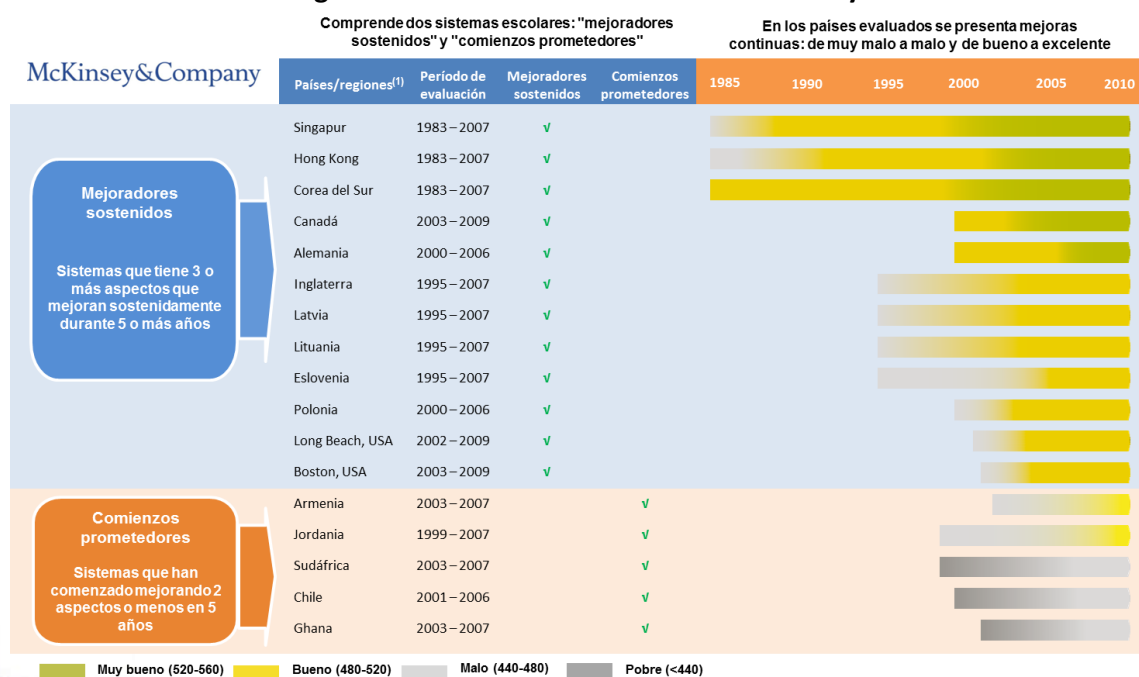 Comprende dos sistemas escolares: "mejoradores
sostenidos" y "comienzos prometedores"
En los países evaluados se presenta mejoras
continuas: de muy malo a malo y de bueno a excelente
McKinsey&Company
Países/regiones(1)
Período de
evaluación
Mejoradores
sostenidos
Comienzos
prometedores
1985 1990 1995 2000 2005 2010
Singapur 1983–2007 √
Hong Kong 1983–2007 √
Corea del Sur 1983–2007 √
Canadá 2003–2009 √
Alemania 2000–2006 √
Inglaterra 1995–2007 √
Latvia 1995–2007 √
Lituania 1995–2007 √
Eslovenia 1995–2007 √
Polonia 2000–2006 √
Long Beach, USA 2002–2009 √
Boston, USA 2003–2009 √
Mejoradores
sostenidos
Sistemas que tiene 3 o
más aspectos que
mejoran sostenidamente
durante 5 o más años
Armenia 2003–2007 √
Jordania 1999–2007 √
Sudáfrica 2003–2007 √
Chile 2001–2006 √
Ghana 2003–2007 √
Comienzos
prometedores
Sistemas que han
comenzado mejorando 2
aspectos o menos en 5
años
Muy bueno (520-560) Bueno (480-520) Malo (440-480) Pobre (<440)